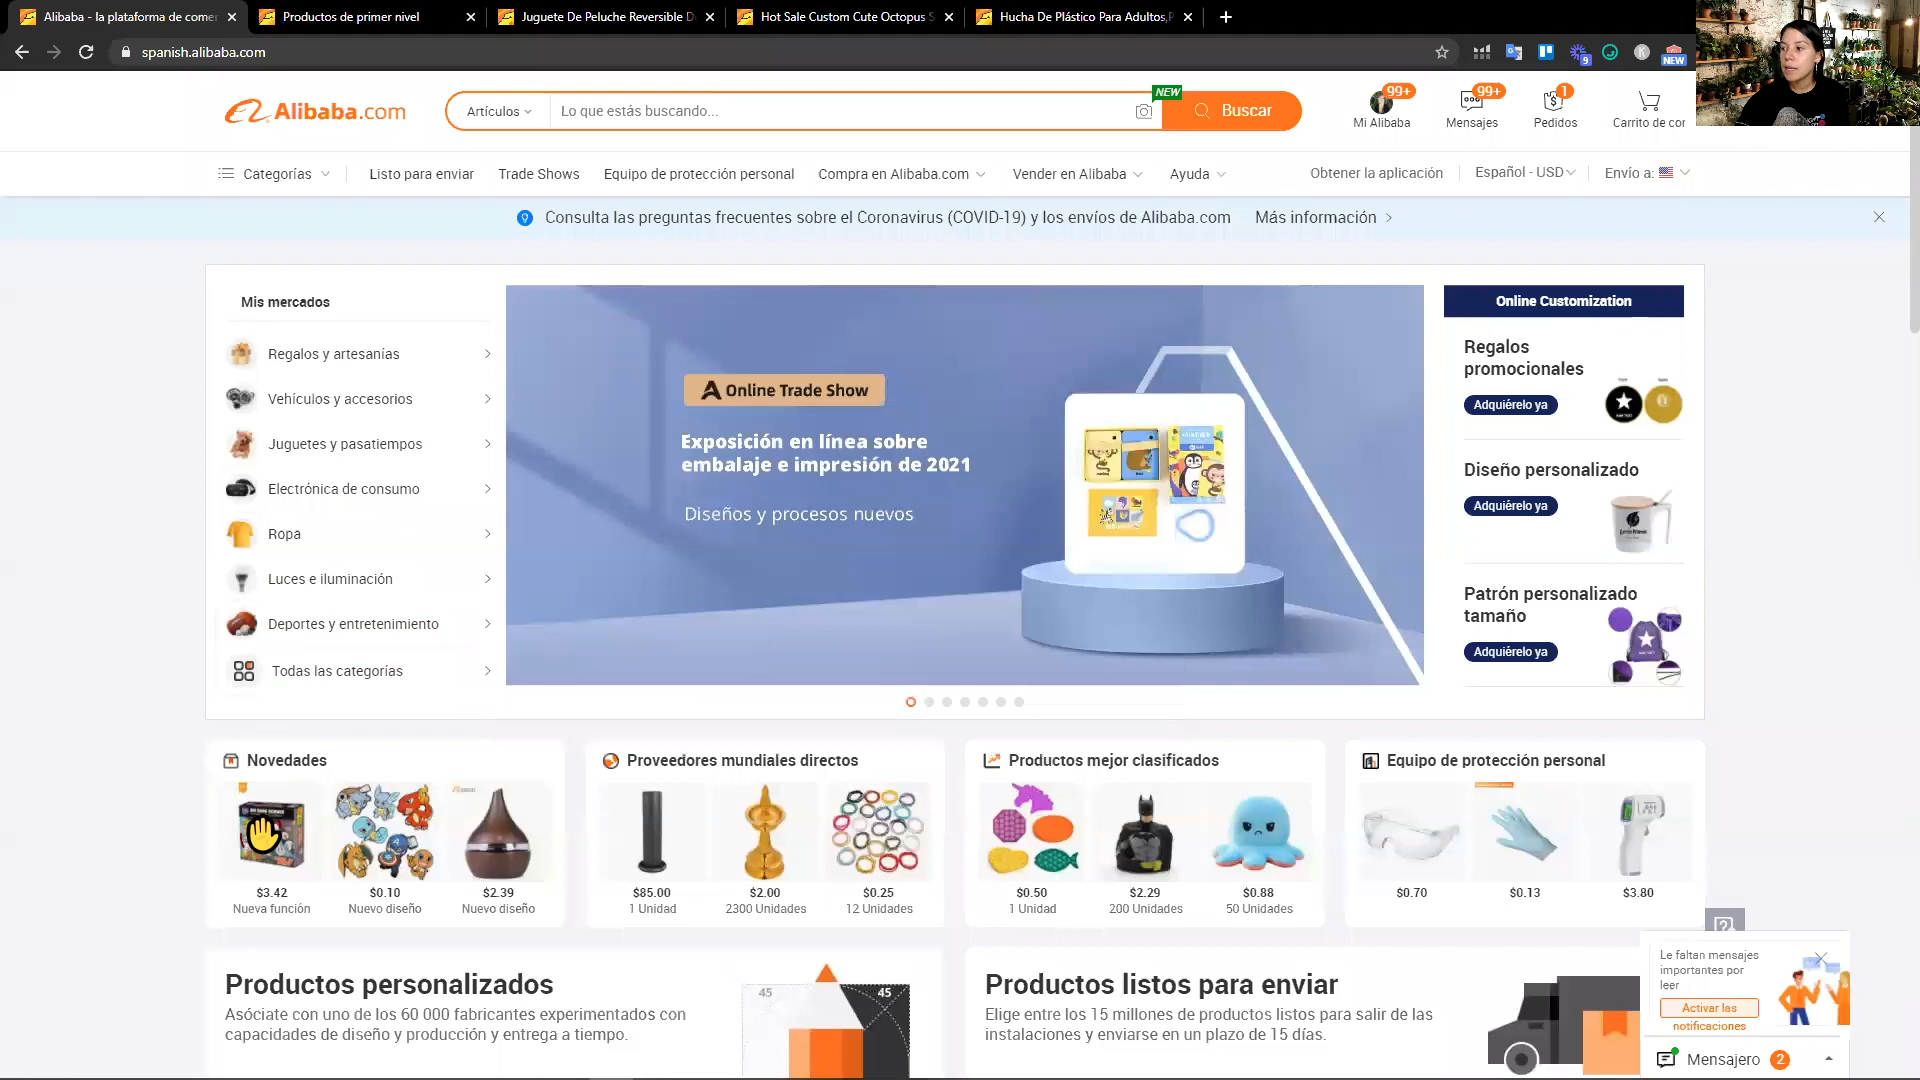 Alibaba - la plataforma de comer
Productos de primer nivel
Juguete De Peluche Reversible D
Hot Sale Custom Cute Octopus S
Hucha De Plástico Para Adultos,P
spanish.alibaba.com
9
K
NEW
Alibaba.com
Artículos
Lo que estás buscando...
NEW
Buscar
99+
Mi Alibaba
99+
Mensajes
1
Pedidos
Carrito de cor
Categorías
Listo para enviar
Trade Shows
Equipo de protección personal
Compra en Alibaba.com
Vender en Alibaba
Ayuda
Obtener la aplicación
Español - USD
Envío a:
Consulta las preguntas frecuentes sobre el Coronavirus (COVID-19) y los envíos de Alibaba.com
Más información
Mis mercados
Regalos y artesanías
Vehículos y accesorios
Juguetes y pasatiempos
Electrónica de consumo
Ropa
Luces e iluminación
Deportes y entretenimiento
Todas las categorías
Online Trade Show
Exposición en línea sobre
embalaje e impresión de 2021
Diseños y procesos nuevos
Online Customization
Regalos
promocionales
Adquiérelo ya
Diseño personalizado
Adquiérelo ya
Patrón personalizado
tamaño
Adquiérelo ya
Novedades
$3.42
Nueva función
$0.10
Nuevo diseño
$2.39
Nuevo diseño
Proveedores mundiales directos
$85.00
1 Unidad
$2.00
2300 Unidades
$0.25
12 Unidades
Productos mejor clasificados
$0.50
1 Unidad
$2.29
200 Unidades
$0.88
50 Unidades
Equipo de protección personal
$0.70
$0.13
$3.80
Productos personalizados
Asóciate con uno de los 60 000 fabricantes experimentados con
capacidades de diseño y producción y entrega a tiempo.
45
45
Productos listos para enviar
Elige entre los 15 millones de productos listos para salir de las
instalaciones y enviarse en un plazo de 15 días.
Le faltan mensajes
importantes por
leer
Activar las
notificaciones
Mensajero
2